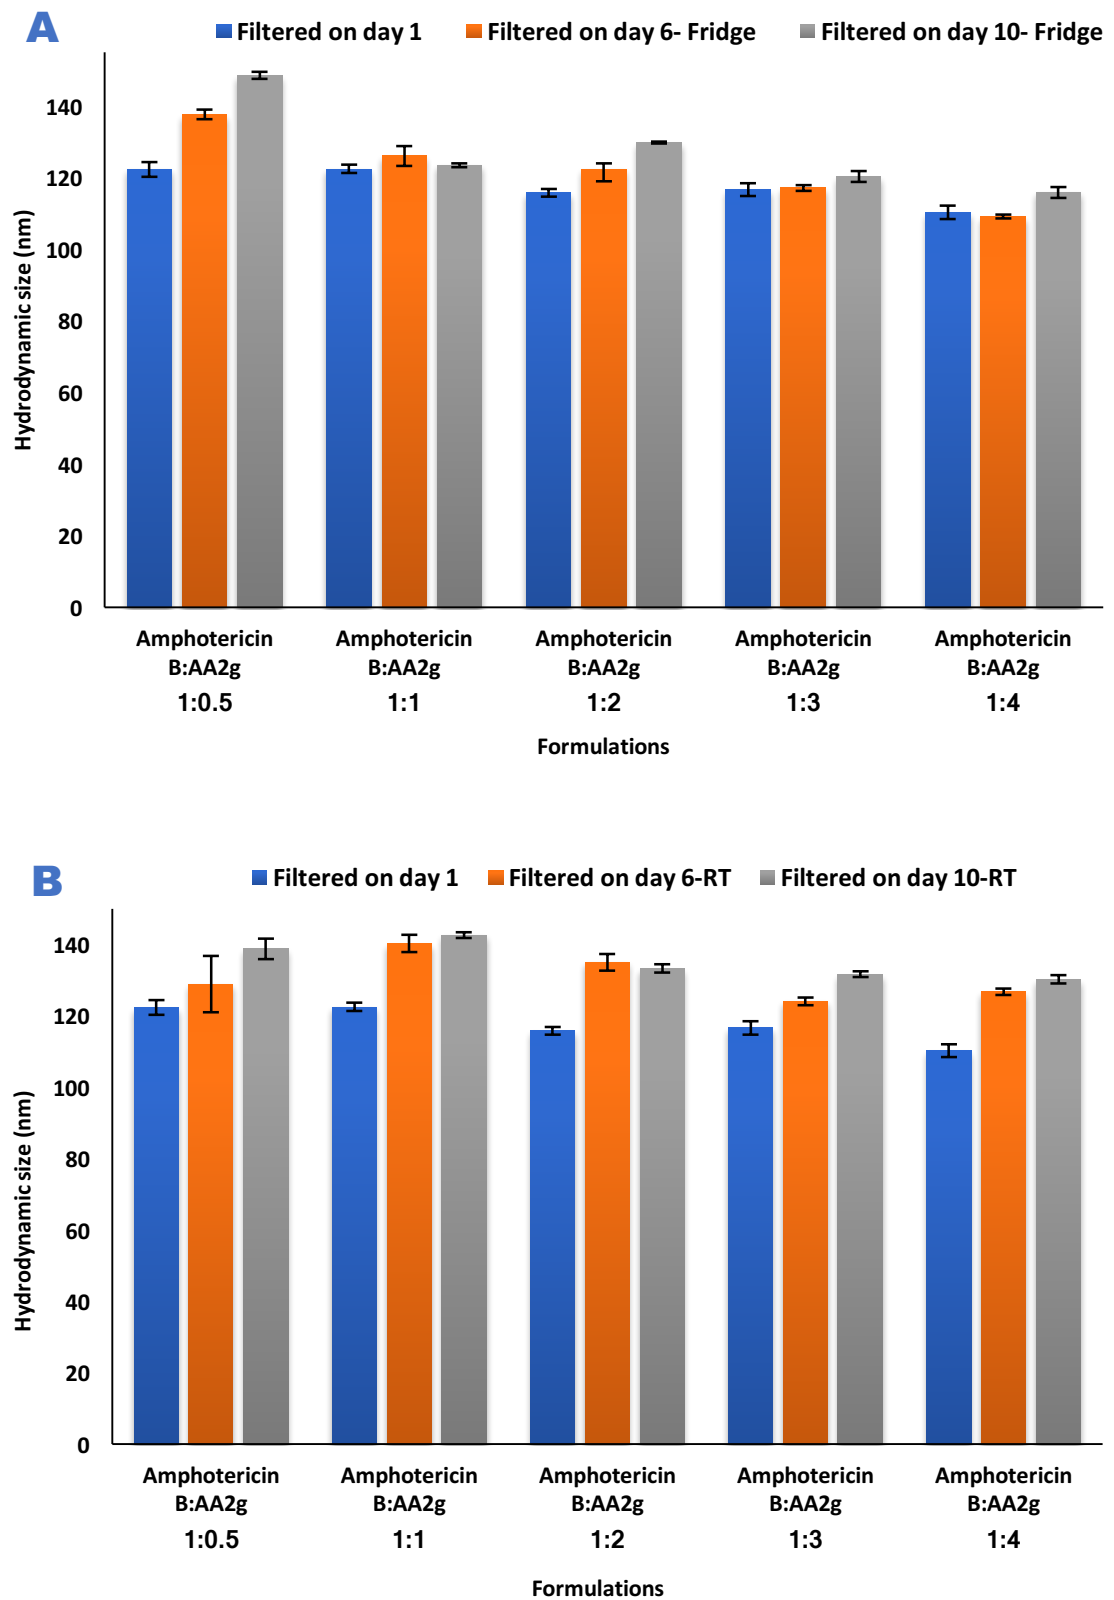 A
Filtered on day 1 Filtered on day 6- Fridge Filtered on day 10- Fridge
140
120
100
80
60
40
20
0
Hydrodynamic size (nm)
Amphotericin Amphotericin Amphotericin Amphotericin Amphotericin
B:AA2g B:AA2g B:AA2g B:AA2g B:AA2g
1:0.5 1:1 1:2 1:3 1:4
Formulations
B
Filtered on day 1 Filtered on day 6-RT Filtered on day 10-RT
140
120
100
80
60
40
20
0
Hydrodynamic size (nm)
Amphotericin Amphotericin Amphotericin Amphotericin Amphotericin
B:AA2g B:AA2g B:AA2g B:AA2g B:AA2g
1:0.5 1:1 1:2 1:3 1:4
Formulations